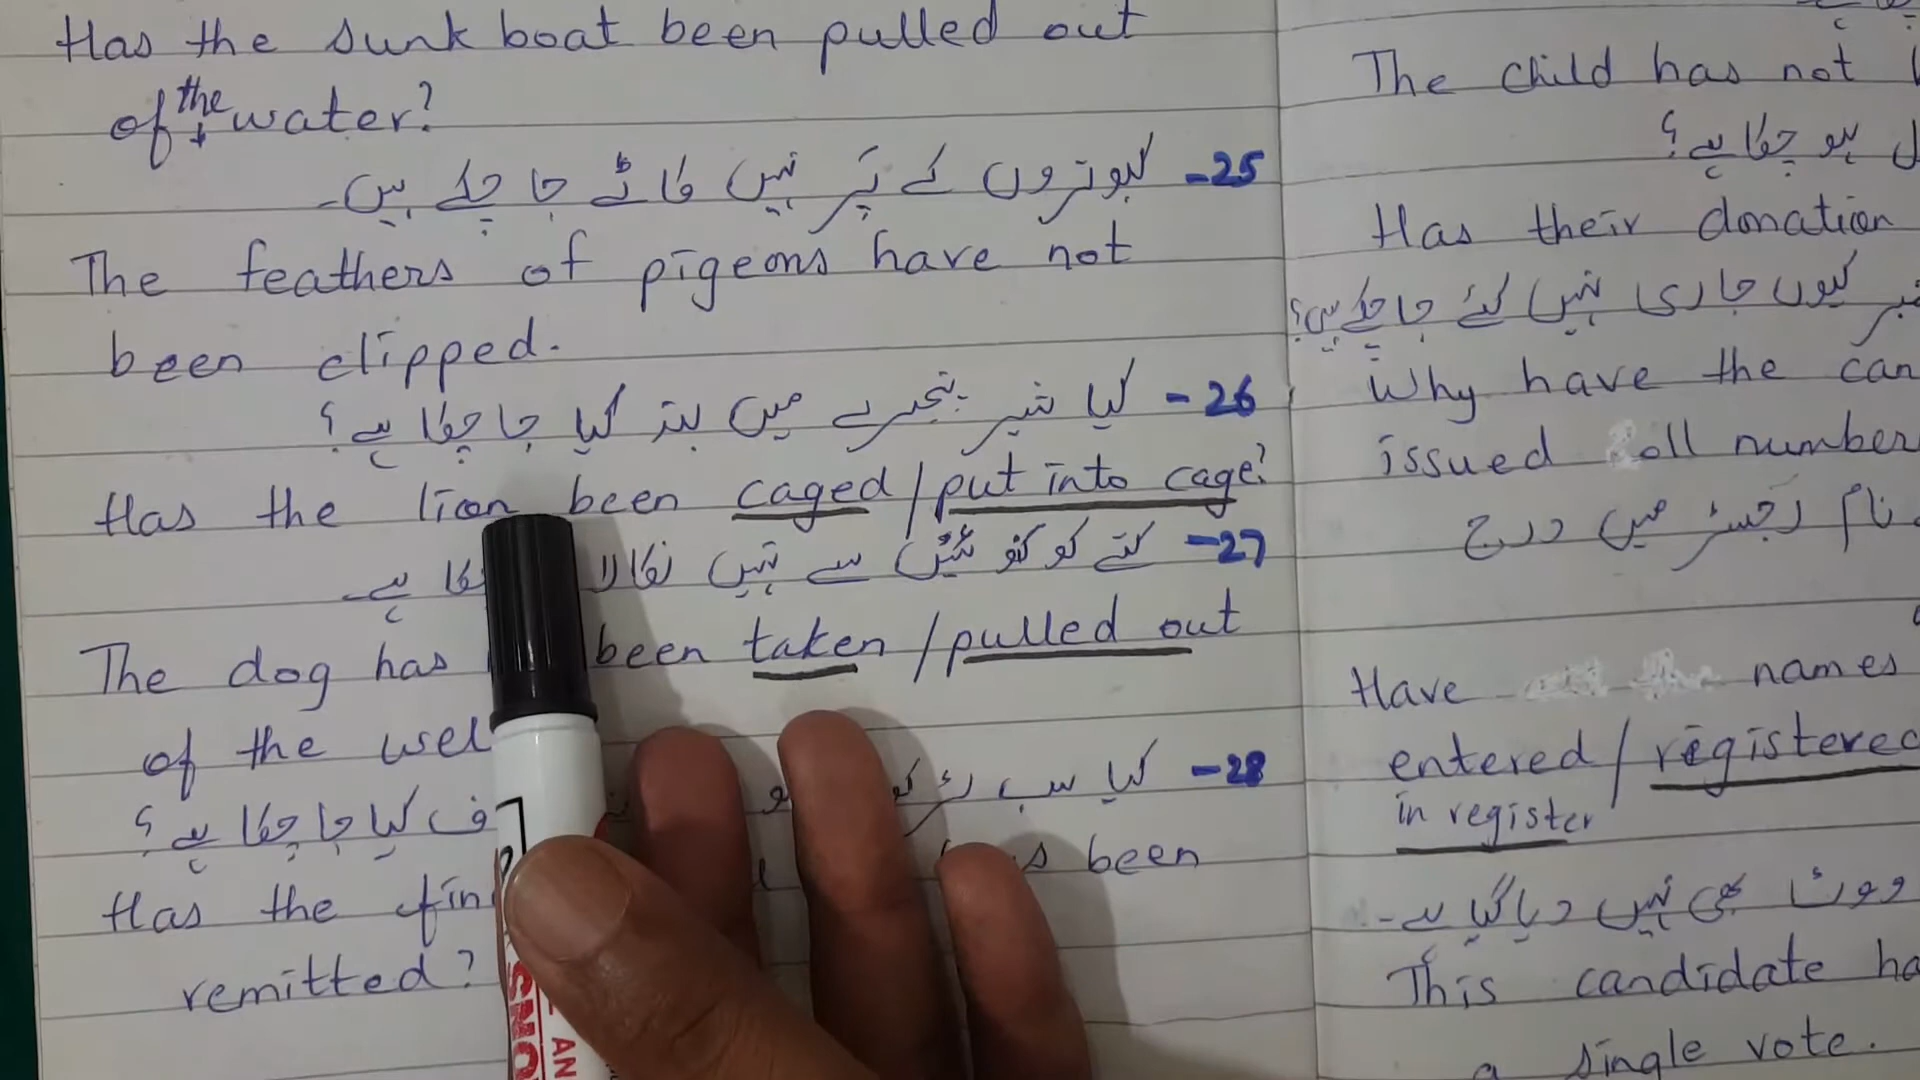 Has the sunk boat been pulled out
of the water?
25- کبوتروں کے پَر نہیں کاٹے جا چکے ہیں۔
The feathers of pigeons have not
been clipped.
26- کیا شیر پنجرے میں بند کیا جا چکا ہے؟
Has the lion been caged / put into cage?
27- کتے کو کنوئیں سے نہیں نکالا ہے۔
The dog has been taken / pulled out
of the
28- کیا سب
کیا جا چکا ہے؟
Has the been
remitted?
The child has not
ہو چکا ہے؟
Has their donation
کیوں جاری نہیں کئے جا چکے ہیں؟
Why have the
issued roll number
نام رجسٹر میں درج
Have names
entered / registered
in register
ووٹ بھی نہیں دیا گیا ہے۔
This candidate
a single vote.
SNO
AN